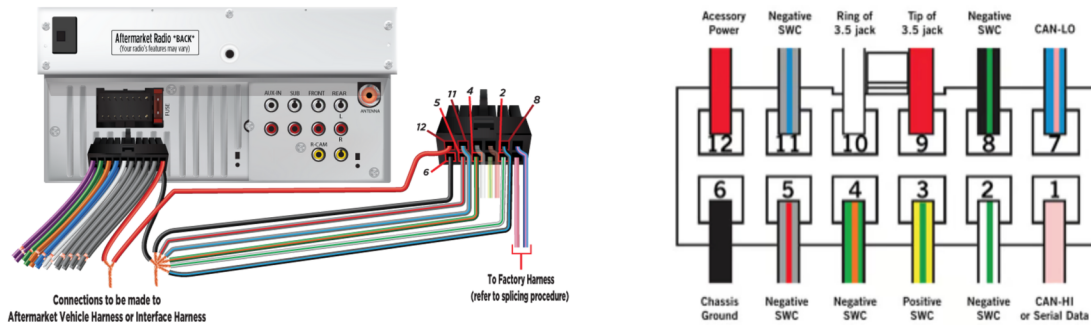 Aftermarket Radio "BACK"
(Your radio's features may vary)
AUX-IN SUB FRONT REAR
ANTENNA
L
R
R-CAM
FUSE
12
5
11
4
2
8
6
To Factory Harness
(refer to splicing procedure)
Connections to be made to
Aftermarket Vehicle Harness or Interface Harness
Acessory
Power
Negative
SWC
Ring of
3.5 jack
Tip of
3.5 jack
Negative
SWC
CAN-LO
12 11 10 9 8 7
6 5 4 3 2 1
Chassis
Ground
Negative
SWC
Negative
SWC
Positive
SWC
Negative
SWC
CAN-HI
or Serial Data